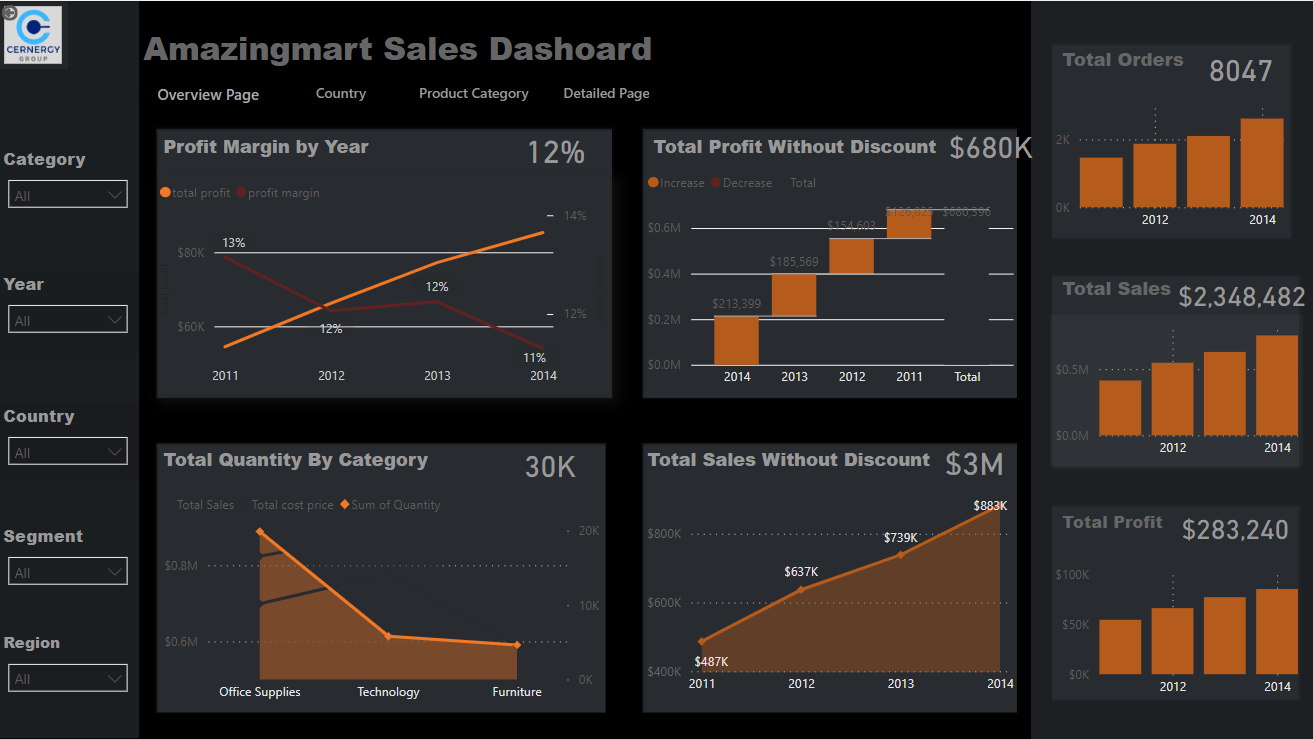 CERNERGY
GROUP
Amazingmart Sales Dashoard
Overview Page
Country
Product Category
Detailed Page
Category
All
Year
All
Country
All
Segment
All
Region
All
Profit Margin by Year
12%
total profit
profit margin
14%
$80K
13%
12%
12%
$60K
12%
11%
2011
2012
2013
2014
Total Profit Without Discount
$680K
Increase
Decrease
Total
$0.6M
$0.4M
$0.2M
$0.0M
$213,399
$185,569
$154,603
$126,825
$680,396
2014
2013
2012
2011
Total
Total Quantity By Category
30K
Total Sales
Total cost price
Sum of Quantity
20K
$0.8M
10K
$0.6M
0K
Office Supplies
Technology
Furniture
Total Sales Without Discount
$3M
$883K
$800K
$739K
$637K
$600K
$487K
$400K
2011
2012
2013
2014
Total Orders
8047
2K
0K
2012
2014
Total Sales
$2,348,482
$0.5M
$0.0M
2012
2014
Total Profit
$283,240
$100K
$50K
$0K
2012
2014